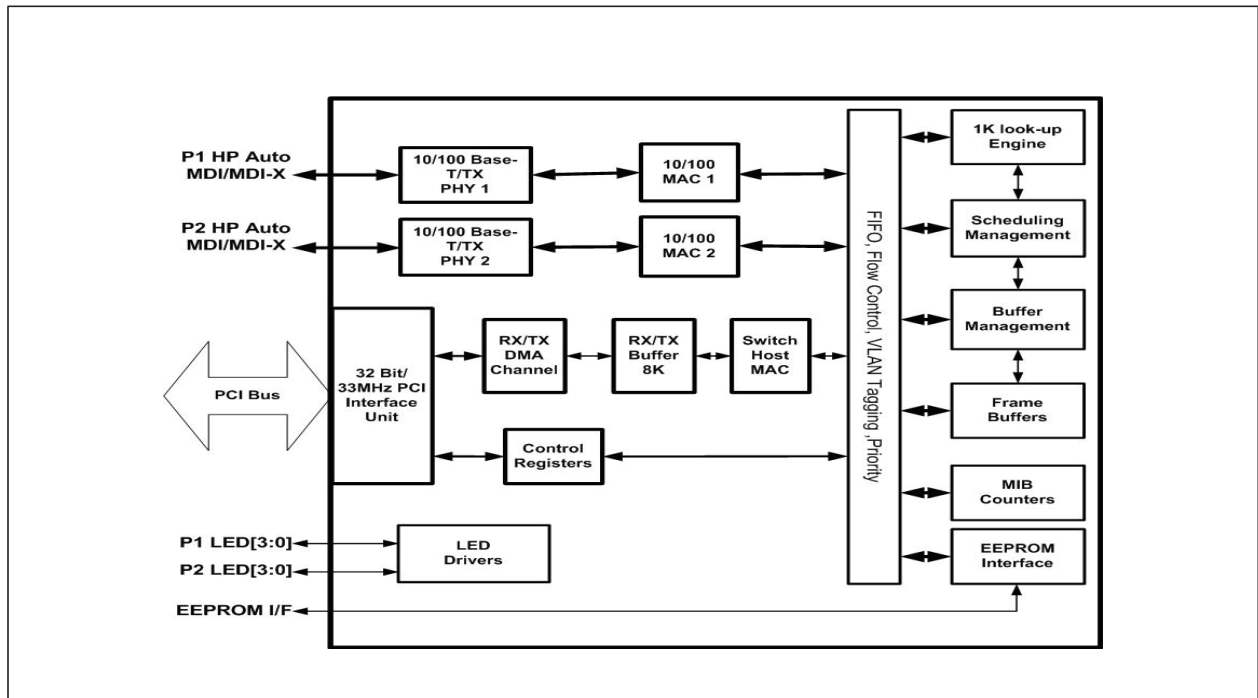 P1 HP Auto
MDI/MDI-X
10/100 Base-
T/TX
PHY 1
10/100
MAC 1
P2 HP Auto
MDI/MDI-X
10/100 Base-
T/TX
PHY 2
10/100
MAC 2
PCI Bus
32 Bit/
33MHz PCI
Interface
Unit
RX/TX
DMA
Channel
RX/TX
Buffer
8K
Switch
Host
MAC
Control
Registers
P1 LED[3:0]
P2 LED[3:0]
LED
Drivers
EEPROM I/F
FIFO, Flow Control, VLAN Tagging ,Priority
1K look-up
Engine
Scheduling
Management
Buffer
Management
Frame
Buffers
MIB
Counters
EEPROM
Interface